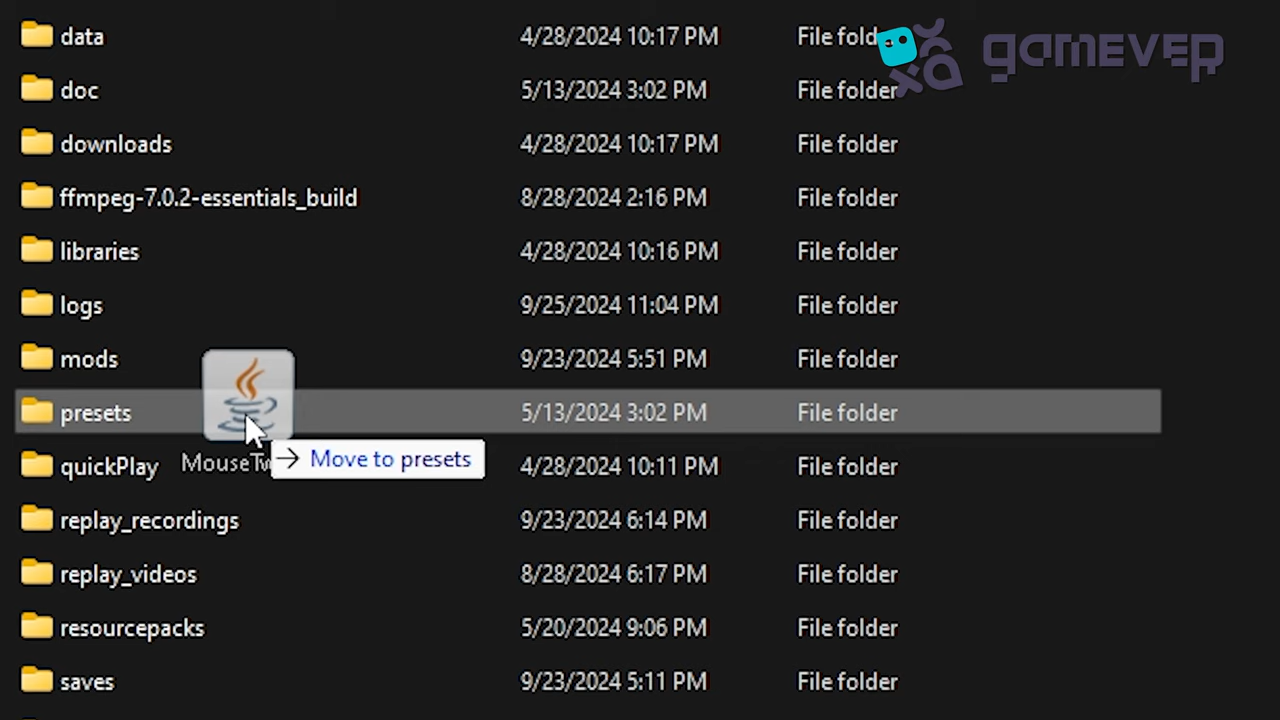 data 4/28/2024 10:17 PM File folder
gamever
doc 5/13/2024 3:02 PM File folder
downloads 4/28/2024 10:17 PM File folder
ffmpeg-7.0.2-essentials_build 8/28/2024 2:16 PM File folder
libraries 4/28/2024 10:16 PM File folder
logs 9/25/2024 11:04 PM File folder
mods 9/23/2024 5:51 PM File folder
presets 5/13/2024 3:02 PM File folder
Move to presets
quickPlay 4/28/2024 10:11 PM File folder
replay_recordings 9/23/2024 6:14 PM File folder
replay_videos 8/28/2024 6:17 PM File folder
resourcepacks 5/20/2024 9:06 PM File folder
saves 9/23/2024 5:11 PM File folder